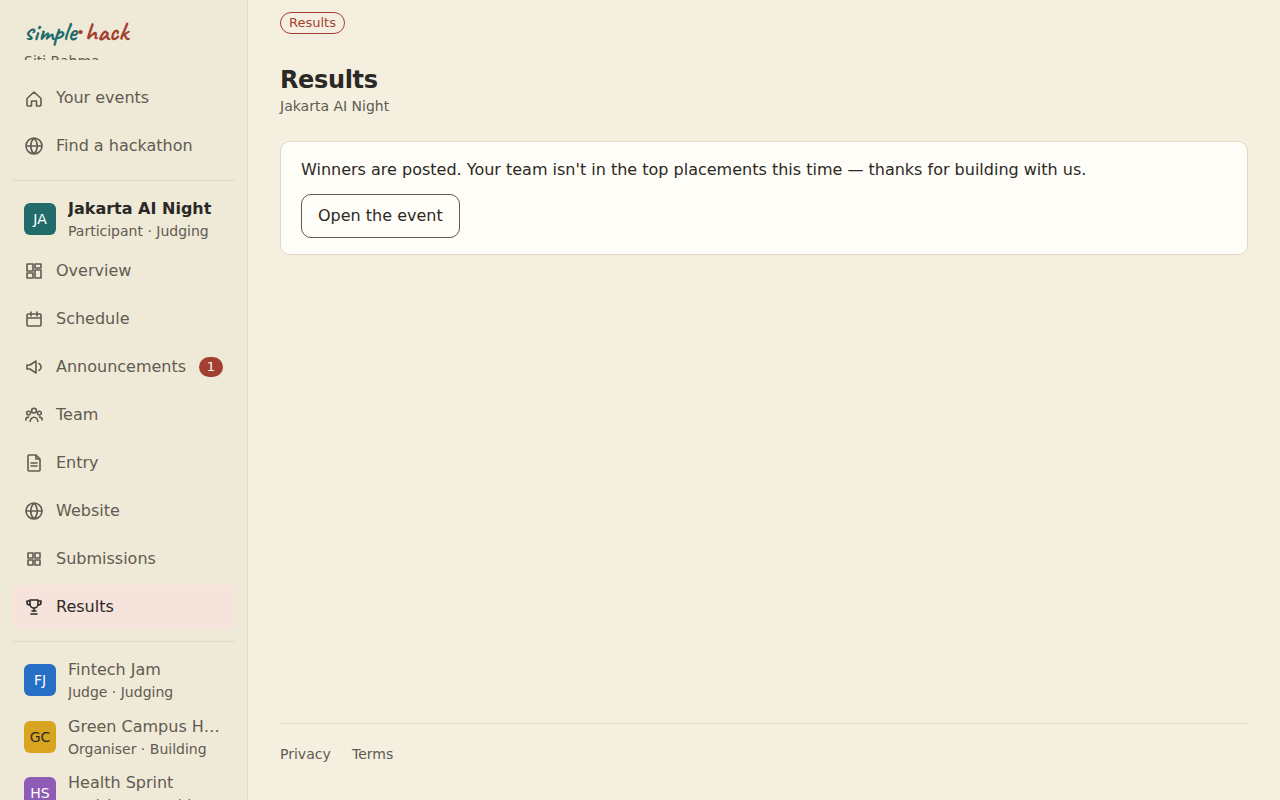 simple·hack
Siti Rahma
Your events
Find a hackathon
JA
Jakarta AI Night
Participant · Judging
Overview
Schedule
Announcements 1
Team
Entry
Website
Submissions
Results
FJ
Fintech Jam
Judge · Judging
GC
Green Campus H...
Organiser · Building
HS
Health Sprint
Results
Results
Jakarta AI Night
Winners are posted. Your team isn't in the top placements this time — thanks for building with us.
Open the event
Privacy Terms